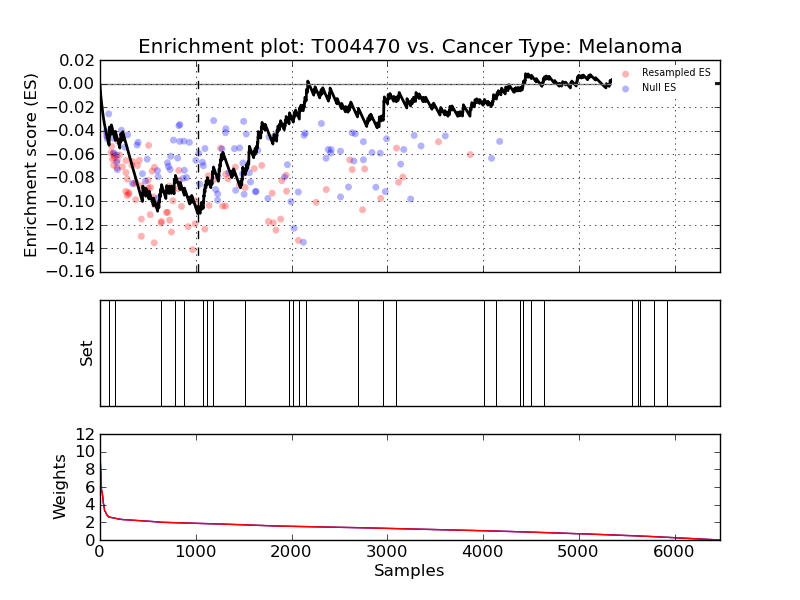 Enrichment plot: T004470 vs. Cancer Type: Melanoma
Enrichment score (ES)
0.02
0.00
−0.02
−0.04
−0.06
−0.08
−0.10
−0.12
−0.14
−0.16
Resampled ES
Null ES
Set
Weights
12
10
8
6
4
2
0
0 1000 2000 3000 4000 5000 6000
Samples